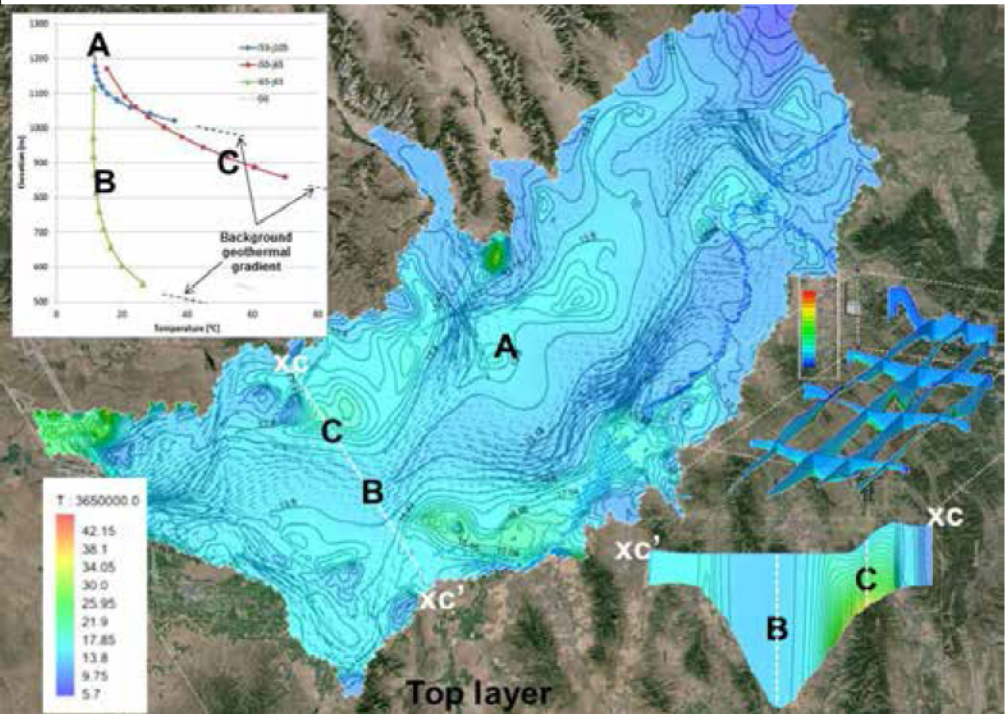 1300
1200
1100
1000
900
800
700
600
500
Elevation [m]
0
20
40
60
80
Temperature [°C]
A
B
C
Background
geothermal
gradient
XC
A
C
B
XC'
T : 3650000.0
42.15
38.1
34.05
30.0
25.95
21.9
17.85
13.8
9.75
5.7
XC'
XC
C
B
Top layer